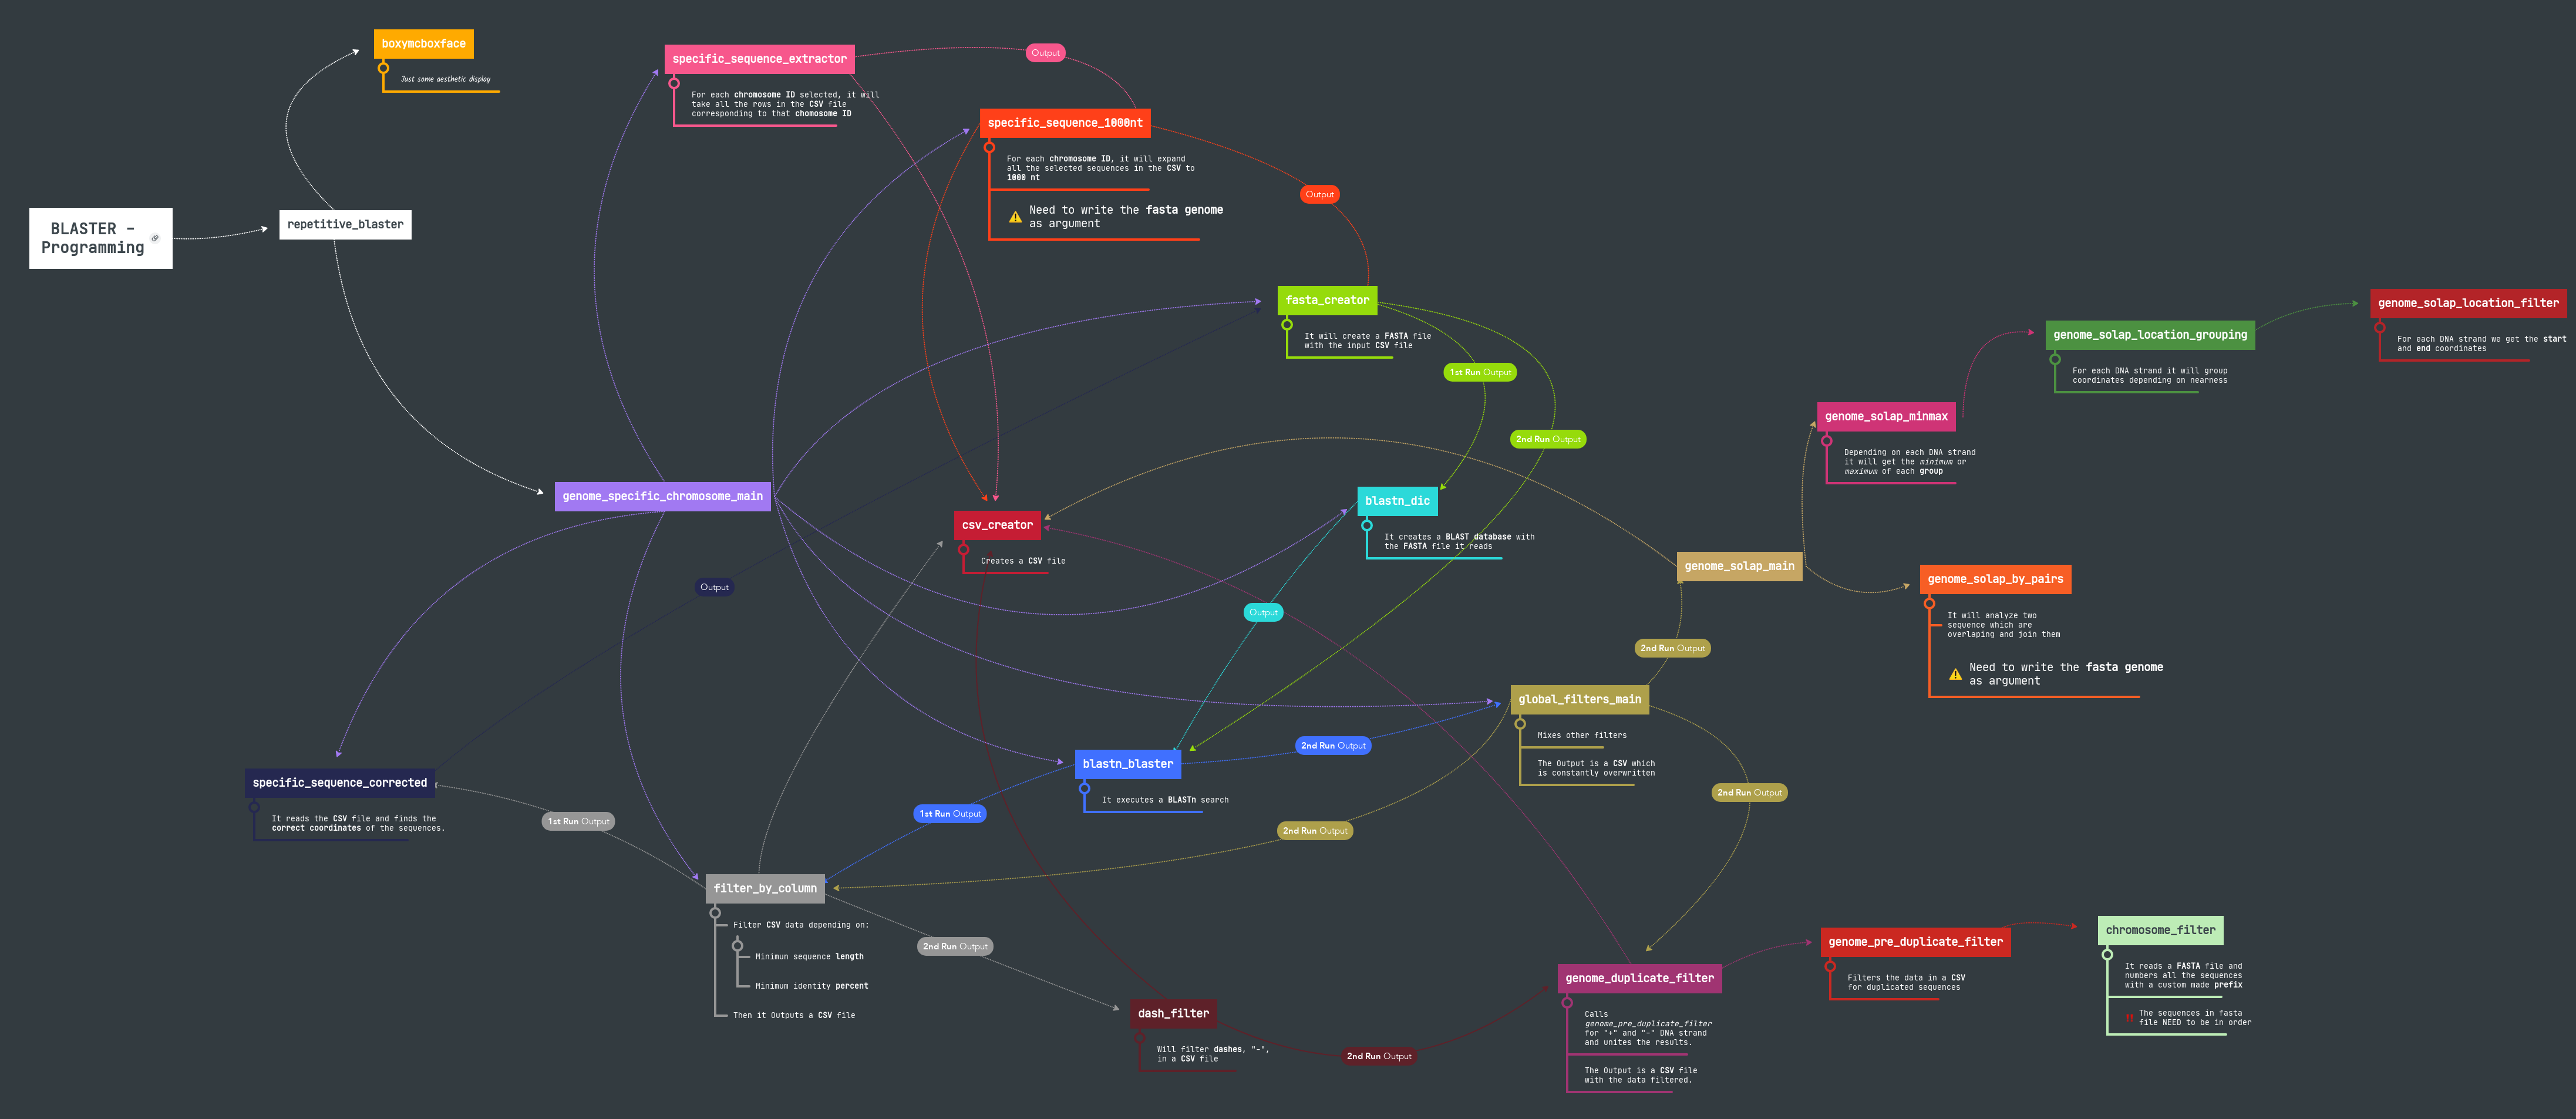 boxymcboxface
Just some aesthetic display
specific_sequence_extractor
For each chromosome ID selected, it will
take all the rows in the CSV file
corresponding to that chomosome ID
Output
specific_sequence_1000nt
For each chromosome ID, it will expand
all the selected sequences in the CSV to
1000 nt
Need to write the fasta genome
as argument
Output
BLASTER -
Programming
repetitive_blaster
fasta_creator
It will create a FASTA file
with the input CSV file
1st Run Output
2nd Run Output
genome_solap_location_filter
For each DNA strand we get the start
and end coordinates
genome_solap_location_grouping
For each DNA strand it will group
coordinates depending on nearness
genome_solap_minmax
Depending on each DNA strand
it will get the minimum or
maximum of each group
genome_specific_chromosome_main
csv_creator
Creates a CSV file
blastn_dic
It creates a BLAST database with
the FASTA file it reads
Output
Output
genome_solap_main
genome_solap_by_pairs
It will analyze two
sequence which are
overlaping and join them
Need to write the fasta genome
as argument
2nd Run Output
global_filters_main
Mixes other filters
The Output is a CSV which
is constantly overwritten
2nd Run Output
2nd Run Output
2nd Run Output
blastn_blaster
It executes a BLASTn search
1st Run Output
specific_sequence_corrected
It reads the CSV file and finds the
correct coordinates of the sequences.
1st Run Output
filter_by_column
Filter CSV data depending on:
Minimun sequence length
Minimum identity percent
Then it Outputs a CSV file
2nd Run Output
dash_filter
Will filter dashes, "-",
in a CSV file
2nd Run Output
genome_duplicate_filter
Calls
genome_pre_duplicate_filter
for "+" and "-" DNA strand
and unites the results.
The Output is a CSV file
with the data filtered.
genome_pre_duplicate_filter
Filters the data in a CSV
for duplicated sequences
chromosome_filter
It reads a FASTA file and
numbers all the sequences
with a custom made prefix
‼ The sequences in fasta
file NEED to be in order